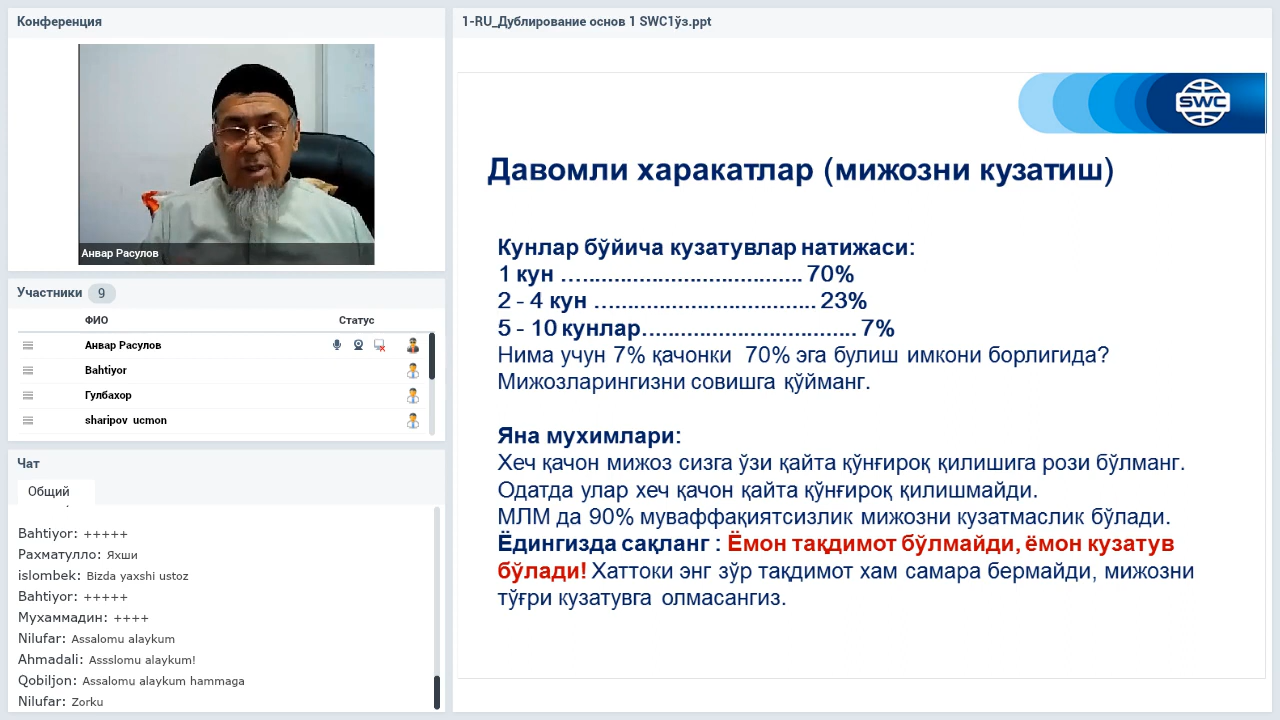 Конференция
Анвар Расулов
Участники 9
ФИО Статус
Анвар Расулов
Bahtiyor
Гулбахор
sharipov ucmon
Чат
Общий
Bahtiyor: +++++
Рахматулло: Яхши
islombek: Bizda yaxshi ustoz
Bahtiyor: +++++
Мухаммадин: ++++
Nilufar: Assalomu alaykum
Ahmadali: Assslomu alaykum!
Qobiljon: Assalomu alaykum hammaga
Nilufar: Zorku
1-RU_Дублирование основ 1 SWC1ўз.ppt
SWC
Давомли харакатлар (мижозни кузатиш)
Кунлар бўйича кузатувлар натижаси:
1 кун …................................. 70%
2 - 4 кун ….............................. 23%
5 - 10 кунлар…............................. 7%
Нима учун 7% қачонки 70% эга булиш имкони борлигида?
Мижозларингизни совишга қўйманг.
Яна мухимлари:
Хеч қачон мижоз сизга ўзи қайта қўнғироқ қилишига рози бўлманг.
Одатда улар хеч қачон қайта қўнғироқ қилишмайди.
МЛМ да 90% муваффақиятсизлик мижозни кузатмаслик бўлади.
Ёдингизда сақланг : Ёмон тақдимот бўлмайди, ёмон кузатув
бўлади! Хаттоки энг зўр тақдимот хам самара бермайди, мижозни
тўғри кузатувга олмасангиз.